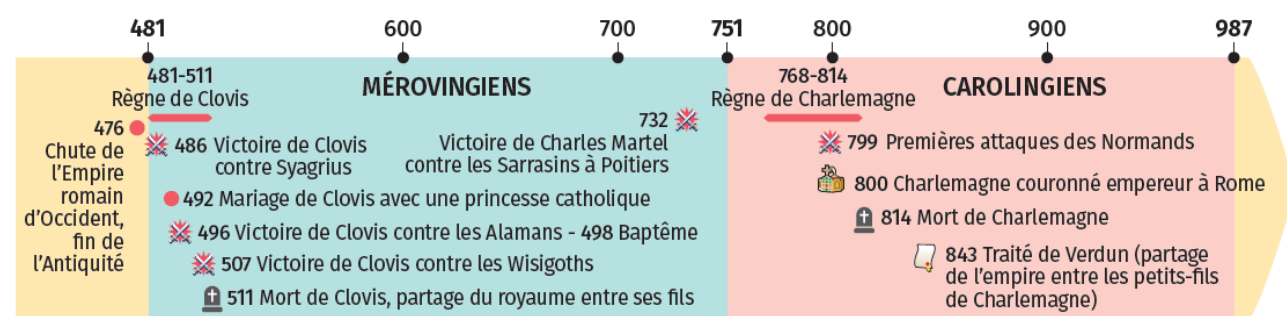 481
600
700
751
800
900
987
481-511
Règne de Clovis
MÉROVINGIENS
768-814
Règne de Charlemagne
CAROLINGIENS
476
Chute de
l'Empire
romain
d'Occident,
fin de
l'Antiquité
486 Victoire de Clovis
contre Syagrius
732
Victoire de Charles Martel
contre les Sarrasins à Poitiers
492 Mariage de Clovis avec une princesse catholique
496 Victoire de Clovis contre les Alamans - 498 Baptême
507 Victoire de Clovis contre les Wisigoths
511 Mort de Clovis, partage du royaume entre ses fils
799 Premières attaques des Normands
800 Charlemagne couronné empereur à Rome
814 Mort de Charlemagne
843 Traité de Verdun (partage
de l'empire entre les petits-fils
de Charlemagne)